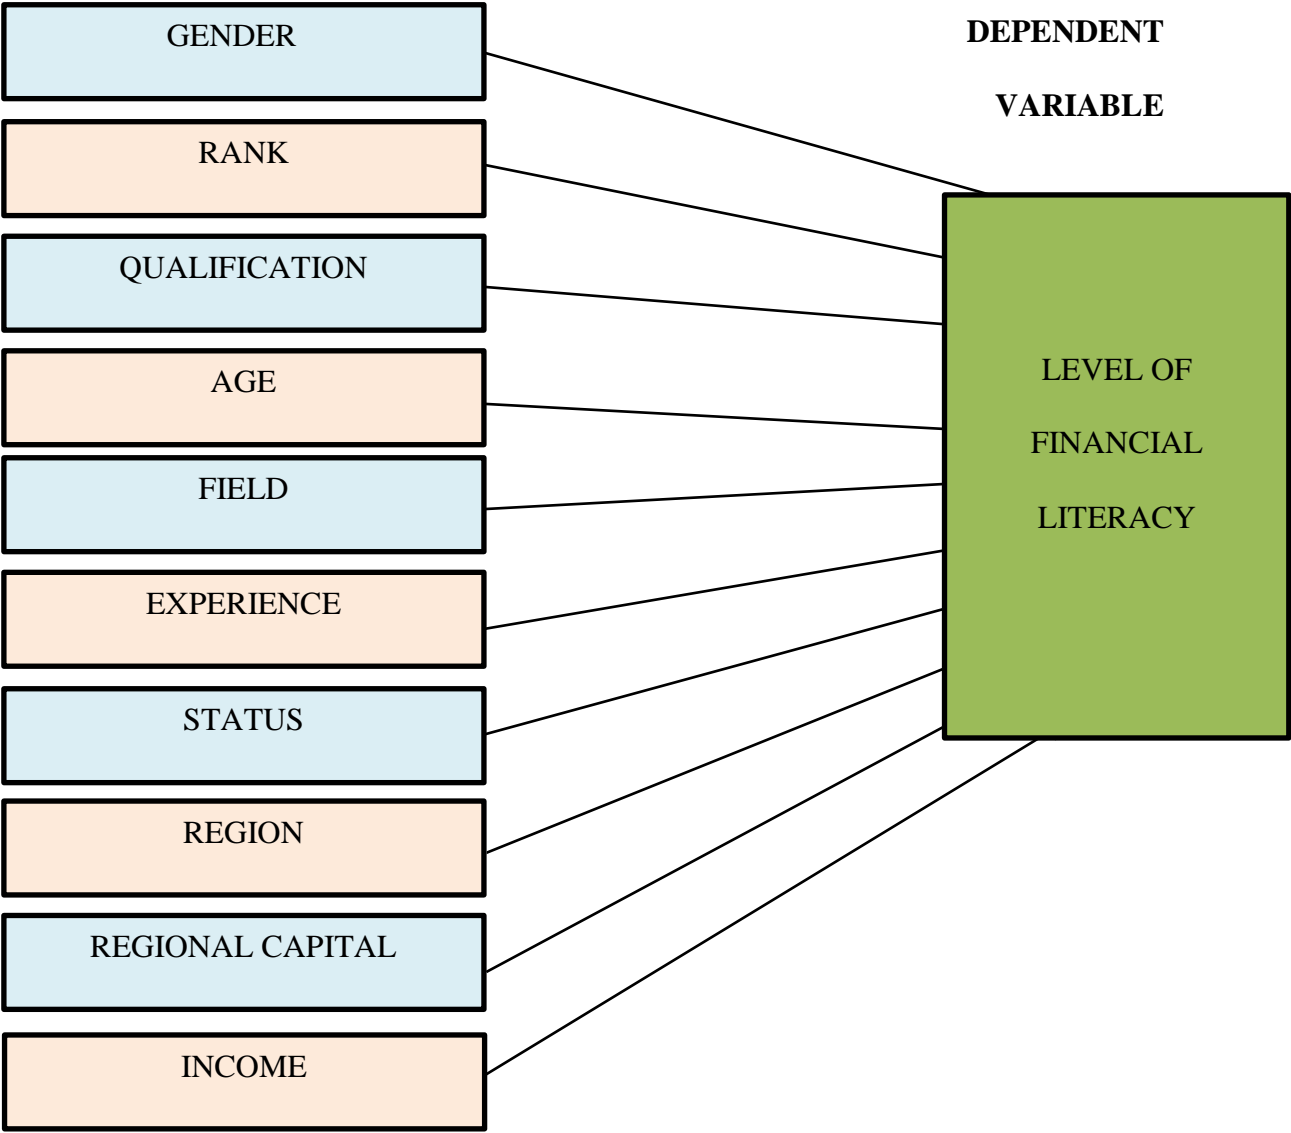 GENDER
RANK
QUALIFICATION
AGE
FIELD
EXPERIENCE
STATUS
REGION
REGIONAL CAPITAL
INCOME
DEPENDENT
VARIABLE
LEVEL OF
FINANCIAL
LITERACY